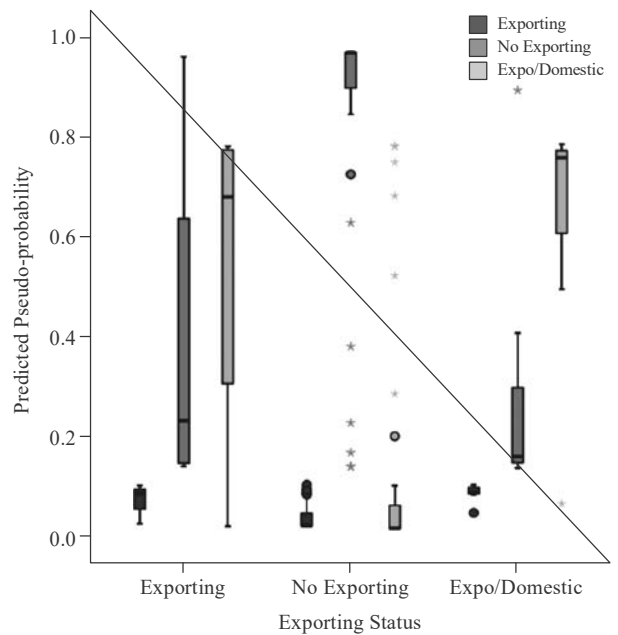 Exporting
No Exporting
Expo/Domestic
1.0
0.8
0.6
0.4
0.2
0.0
Predicted Pseudo-probability
Exporting No Exporting Expo/Domestic
Exporting Status